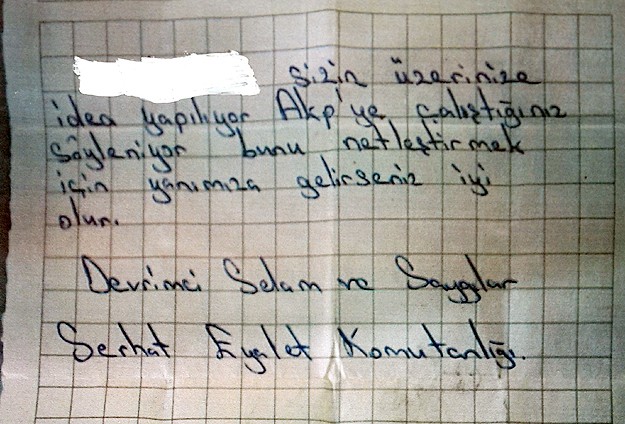 Sizin üzerinize
idea yapılıyor Akp'ye çalıştığınız
söyleniyor bunu netleştirmek
için yanımıza gelirseniz iyi
olur.
Devrimci Selam ve Saygılar
Serhat Eyalet Komutanlığı.